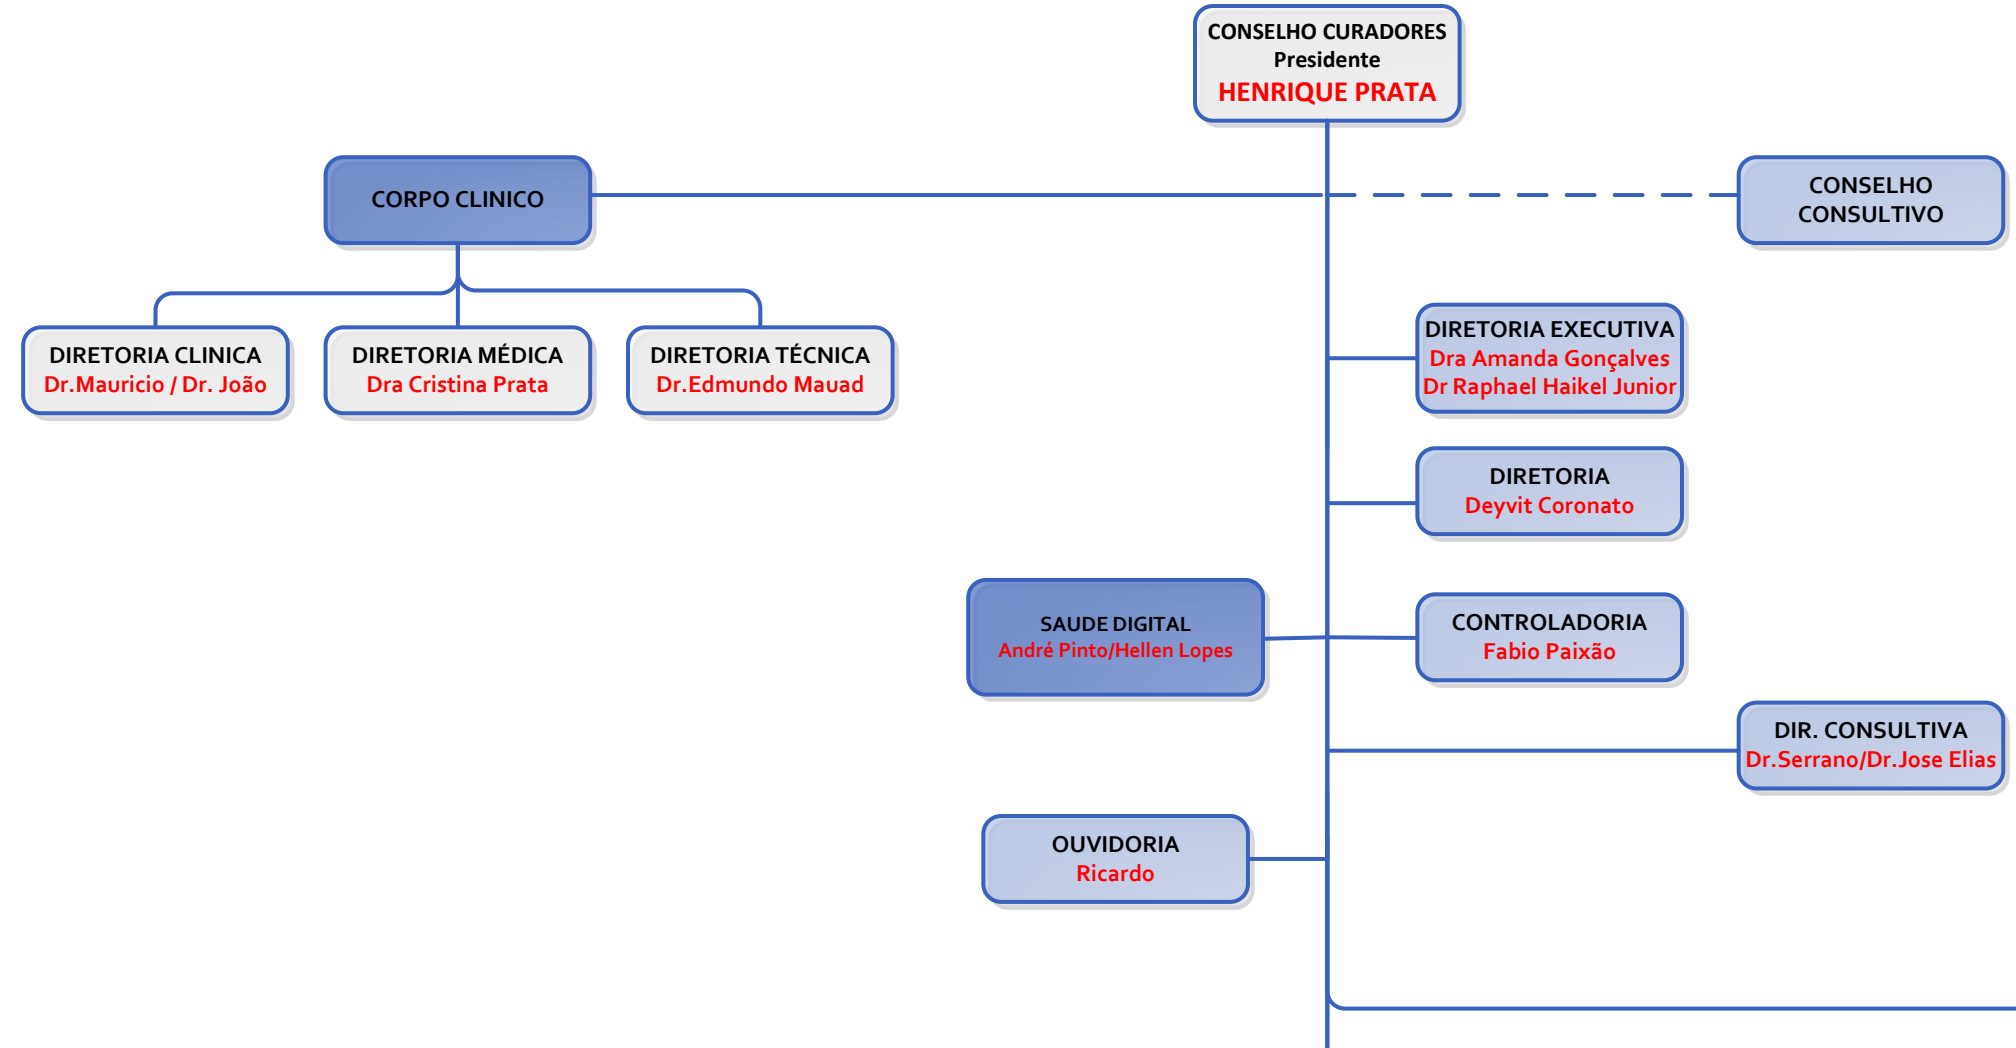 CONSELHO CURADORES
Presidente
HENRIQUE PRATA
CORPO CLINICO
CONSELHO
CONSULTIVO
DIRETORIA CLINICA
Dr.Mauricio / Dr. João
DIRETORIA MÉDICA
Dra Cristina Prata
DIRETORIA TÉCNICA
Dr.Edmundo Mauad
DIRETORIA EXECUTIVA
Dra Amanda Gonçalves
Dr Raphael Haikel Junior
DIRETORIA
Deyvit Coronato
SAUDE DIGITAL
André Pinto/Hellen Lopes
CONTROLADORIA
Fabio Paixão
DIR. CONSULTIVA
Dr.Serrano/Dr.Jose Elias
OUVIDORIA
Ricardo